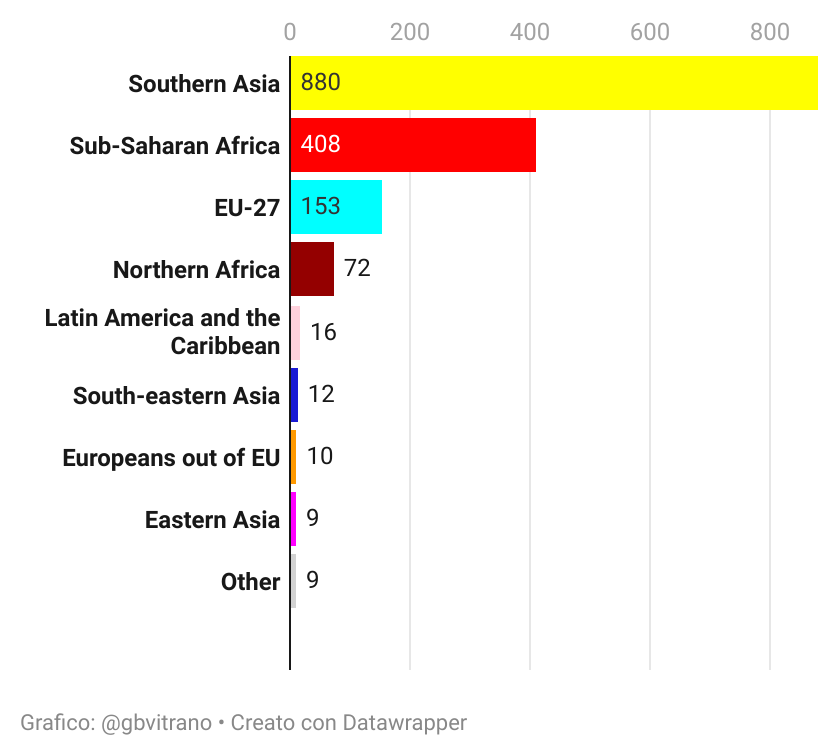 0 200 400 600 800
Southern Asia 880
Sub-Saharan Africa 408
EU-27 153
Northern Africa 72
Latin America and the
Caribbean 16
South-eastern Asia 12
Europeans out of EU 10
Eastern Asia 9
Other 9
Grafico: @gbvitrano • Creato con Datawrapper